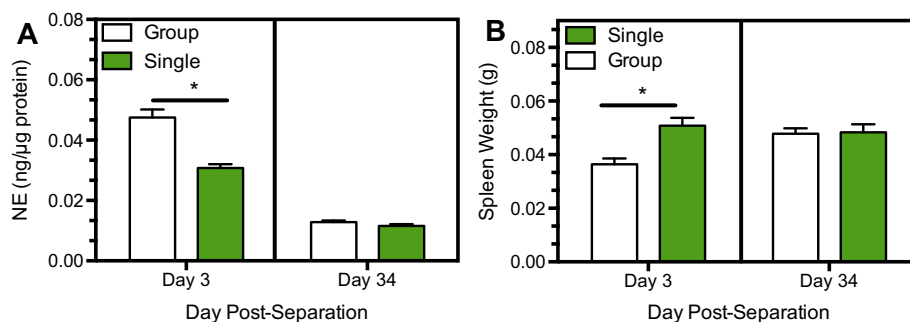 A
Group
Single
*
NE (ng/µg protein)
0.08
0.06
0.04
0.02
0.00
Day 3
Day 34
Day Post-Separation
B
Single
Group
*
Spleen Weight (g)
0.08
0.06
0.04
0.02
0.00
Day 3
Day 34
Day Post-Separation